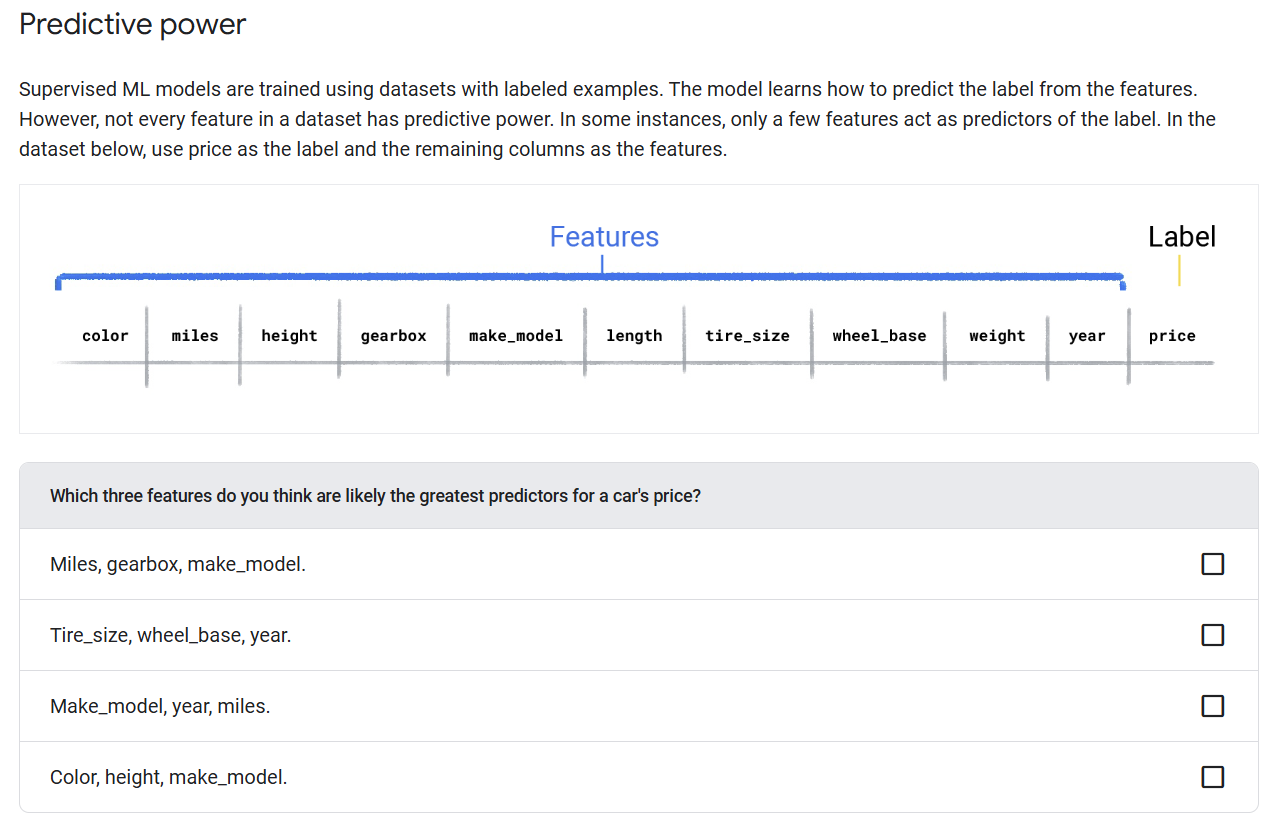 Predictive power
Supervised ML models are trained using datasets with labeled examples. The model learns how to predict the label from the features.
However, not every feature in a dataset has predictive power. In some instances, only a few features act as predictors of the label. In the
dataset below, use price as the label and the remaining columns as the features.
Features Label
color miles height gearbox make_model length tire_size wheel_base weight year price
Which three features do you think are likely the greatest predictors for a car's price?
Miles, gearbox, make_model.
Tire_size, wheel_base, year.
Make_model, year, miles.
Color, height, make_model.